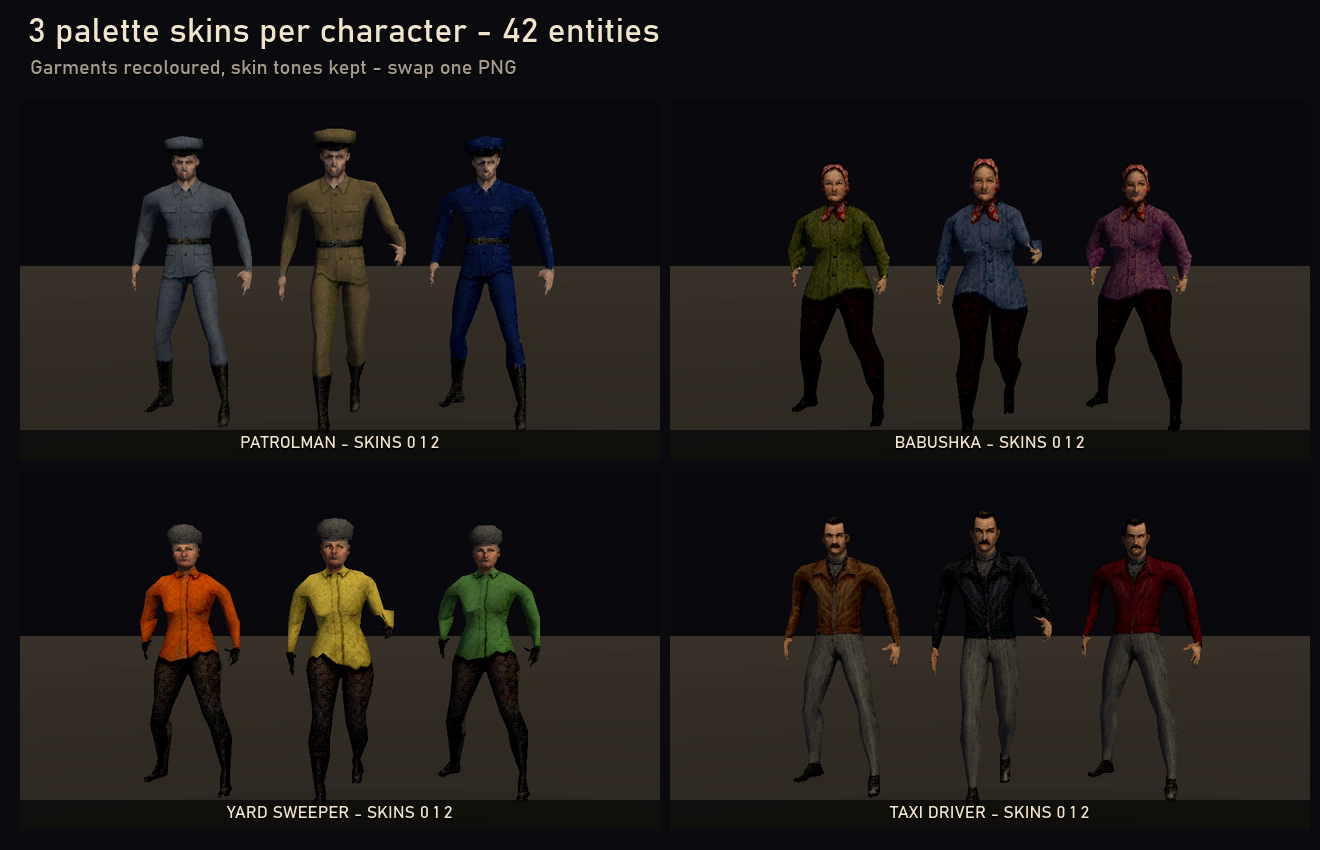 3 palette skins per character - 42 entities
Garments recoloured, skin tones kept - swap one PNG
PATROLMAN - SKINS 0 1 2
BABUSHKA - SKINS 0 1 2
YARD SWEEPER - SKINS 0 1 2
TAXI DRIVER - SKINS 0 1 2